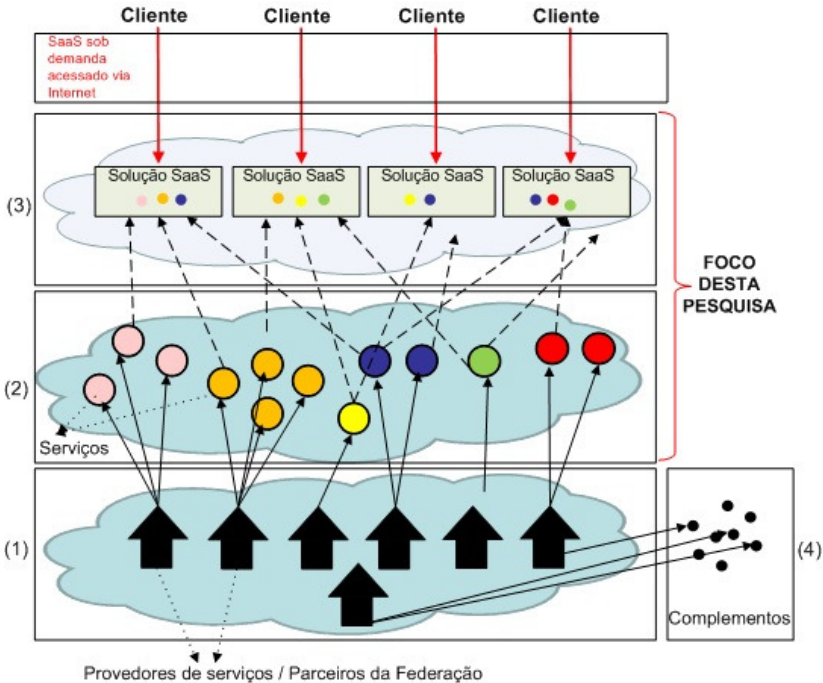 Cliente Cliente Cliente Cliente
SaaS sob
demanda
acessado via
Internet
(3)
Solução SaaS Solução SaaS Solução SaaS Solução SaaS
FOCO
DESTA
PESQUISA
(2)
Serviços
(1)
(4)
Complementos
Provedores de serviços / Parceiros da Federação